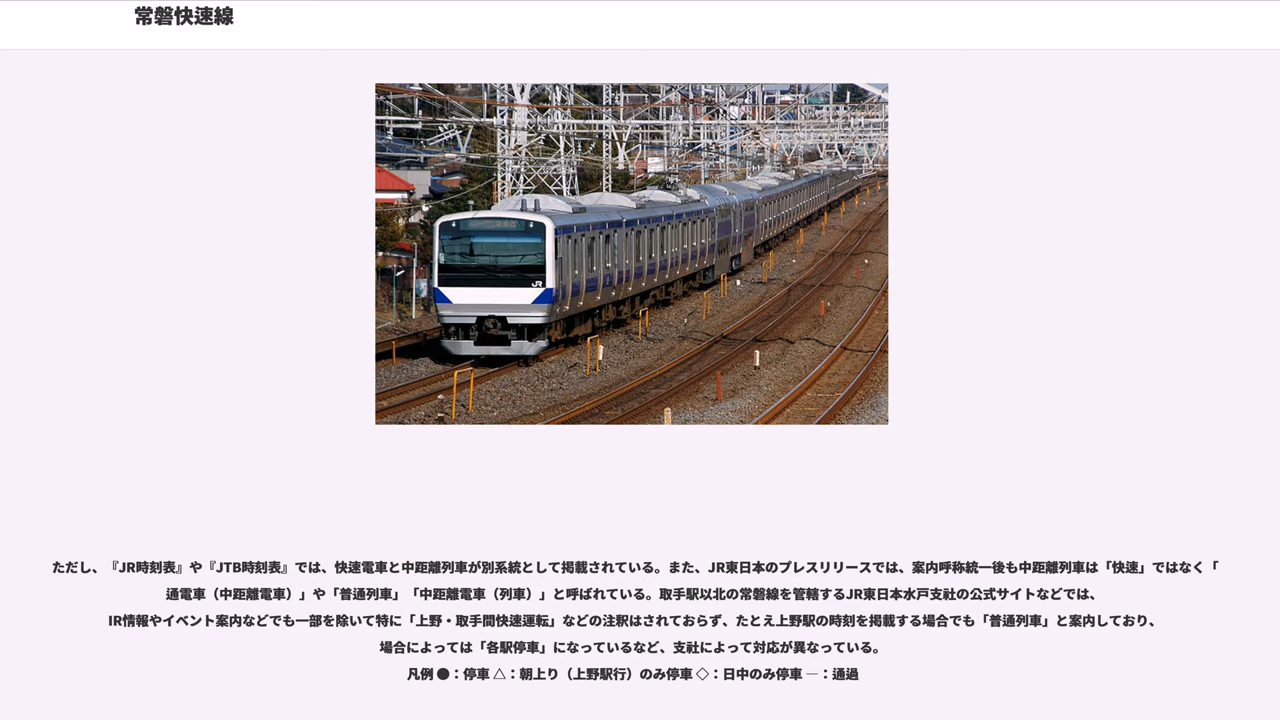 常磐快速線
JR
ただし、『JR時刻表』や『JTB時刻表』では、快速電車と中距離列車が別系統として掲載されている。また、JR東日本のプレスリリースでは、案内呼称統一後も中距離列車は「快速」ではなく「
通電車（中距離電車）」や「普通列車」「中距離電車（列車）」と呼ばれている。取手駅以北の常磐線を管轄するJR東日本水戸支社の公式サイトなどでは、
IR情報やイベント案内などでも一部を除いて特に「上野・取手間快速運転」などの注釈はされておらず、たとえ上野駅の時刻を掲載する場合でも「普通列車」と案内しており、
場合によっては「各駅停車」になっているなど、支社によって対応が異なっている。
凡例 ●：停車 △：朝上り（上野駅行）のみ停車 ◇：日中のみ停車 ―：通過